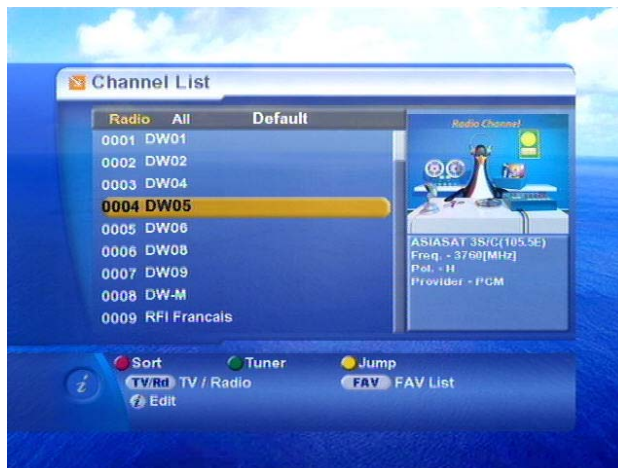 Channel List
Radio All Default
0001 DW01
0002 DW02
0003 DW04
0004 DW05
0005 DW06
0006 DW08
0007 DW09
0008 DW-M
0009 RFI Francais
Radio Channel
ASIASAT 3S/C(105.5E)
Freq. - 3760[MHz]
Pol. - H
Provider - PCM
Sort Tuner Jump
TV/Rd TV / Radio FAV FAV List
i i Edit